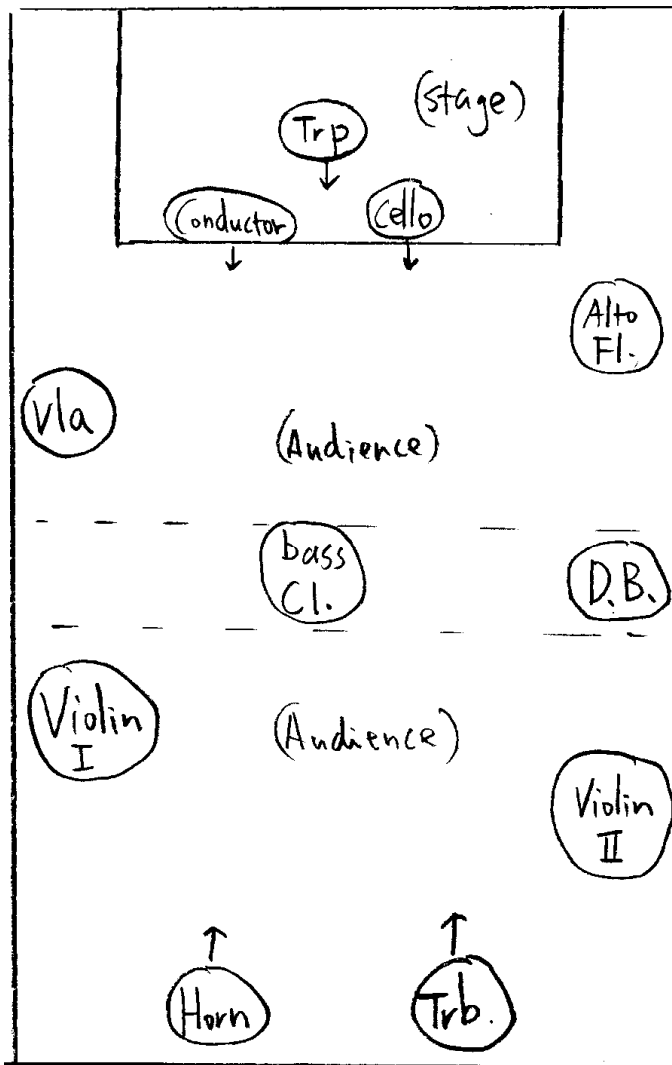 (stage)
Trp
Conductor
Cello
Alto
Fl.
Vla
(Audience)
bass
Cl.
D.B.
Violin
I
(Audience)
Violin
II
Horn
Trb.